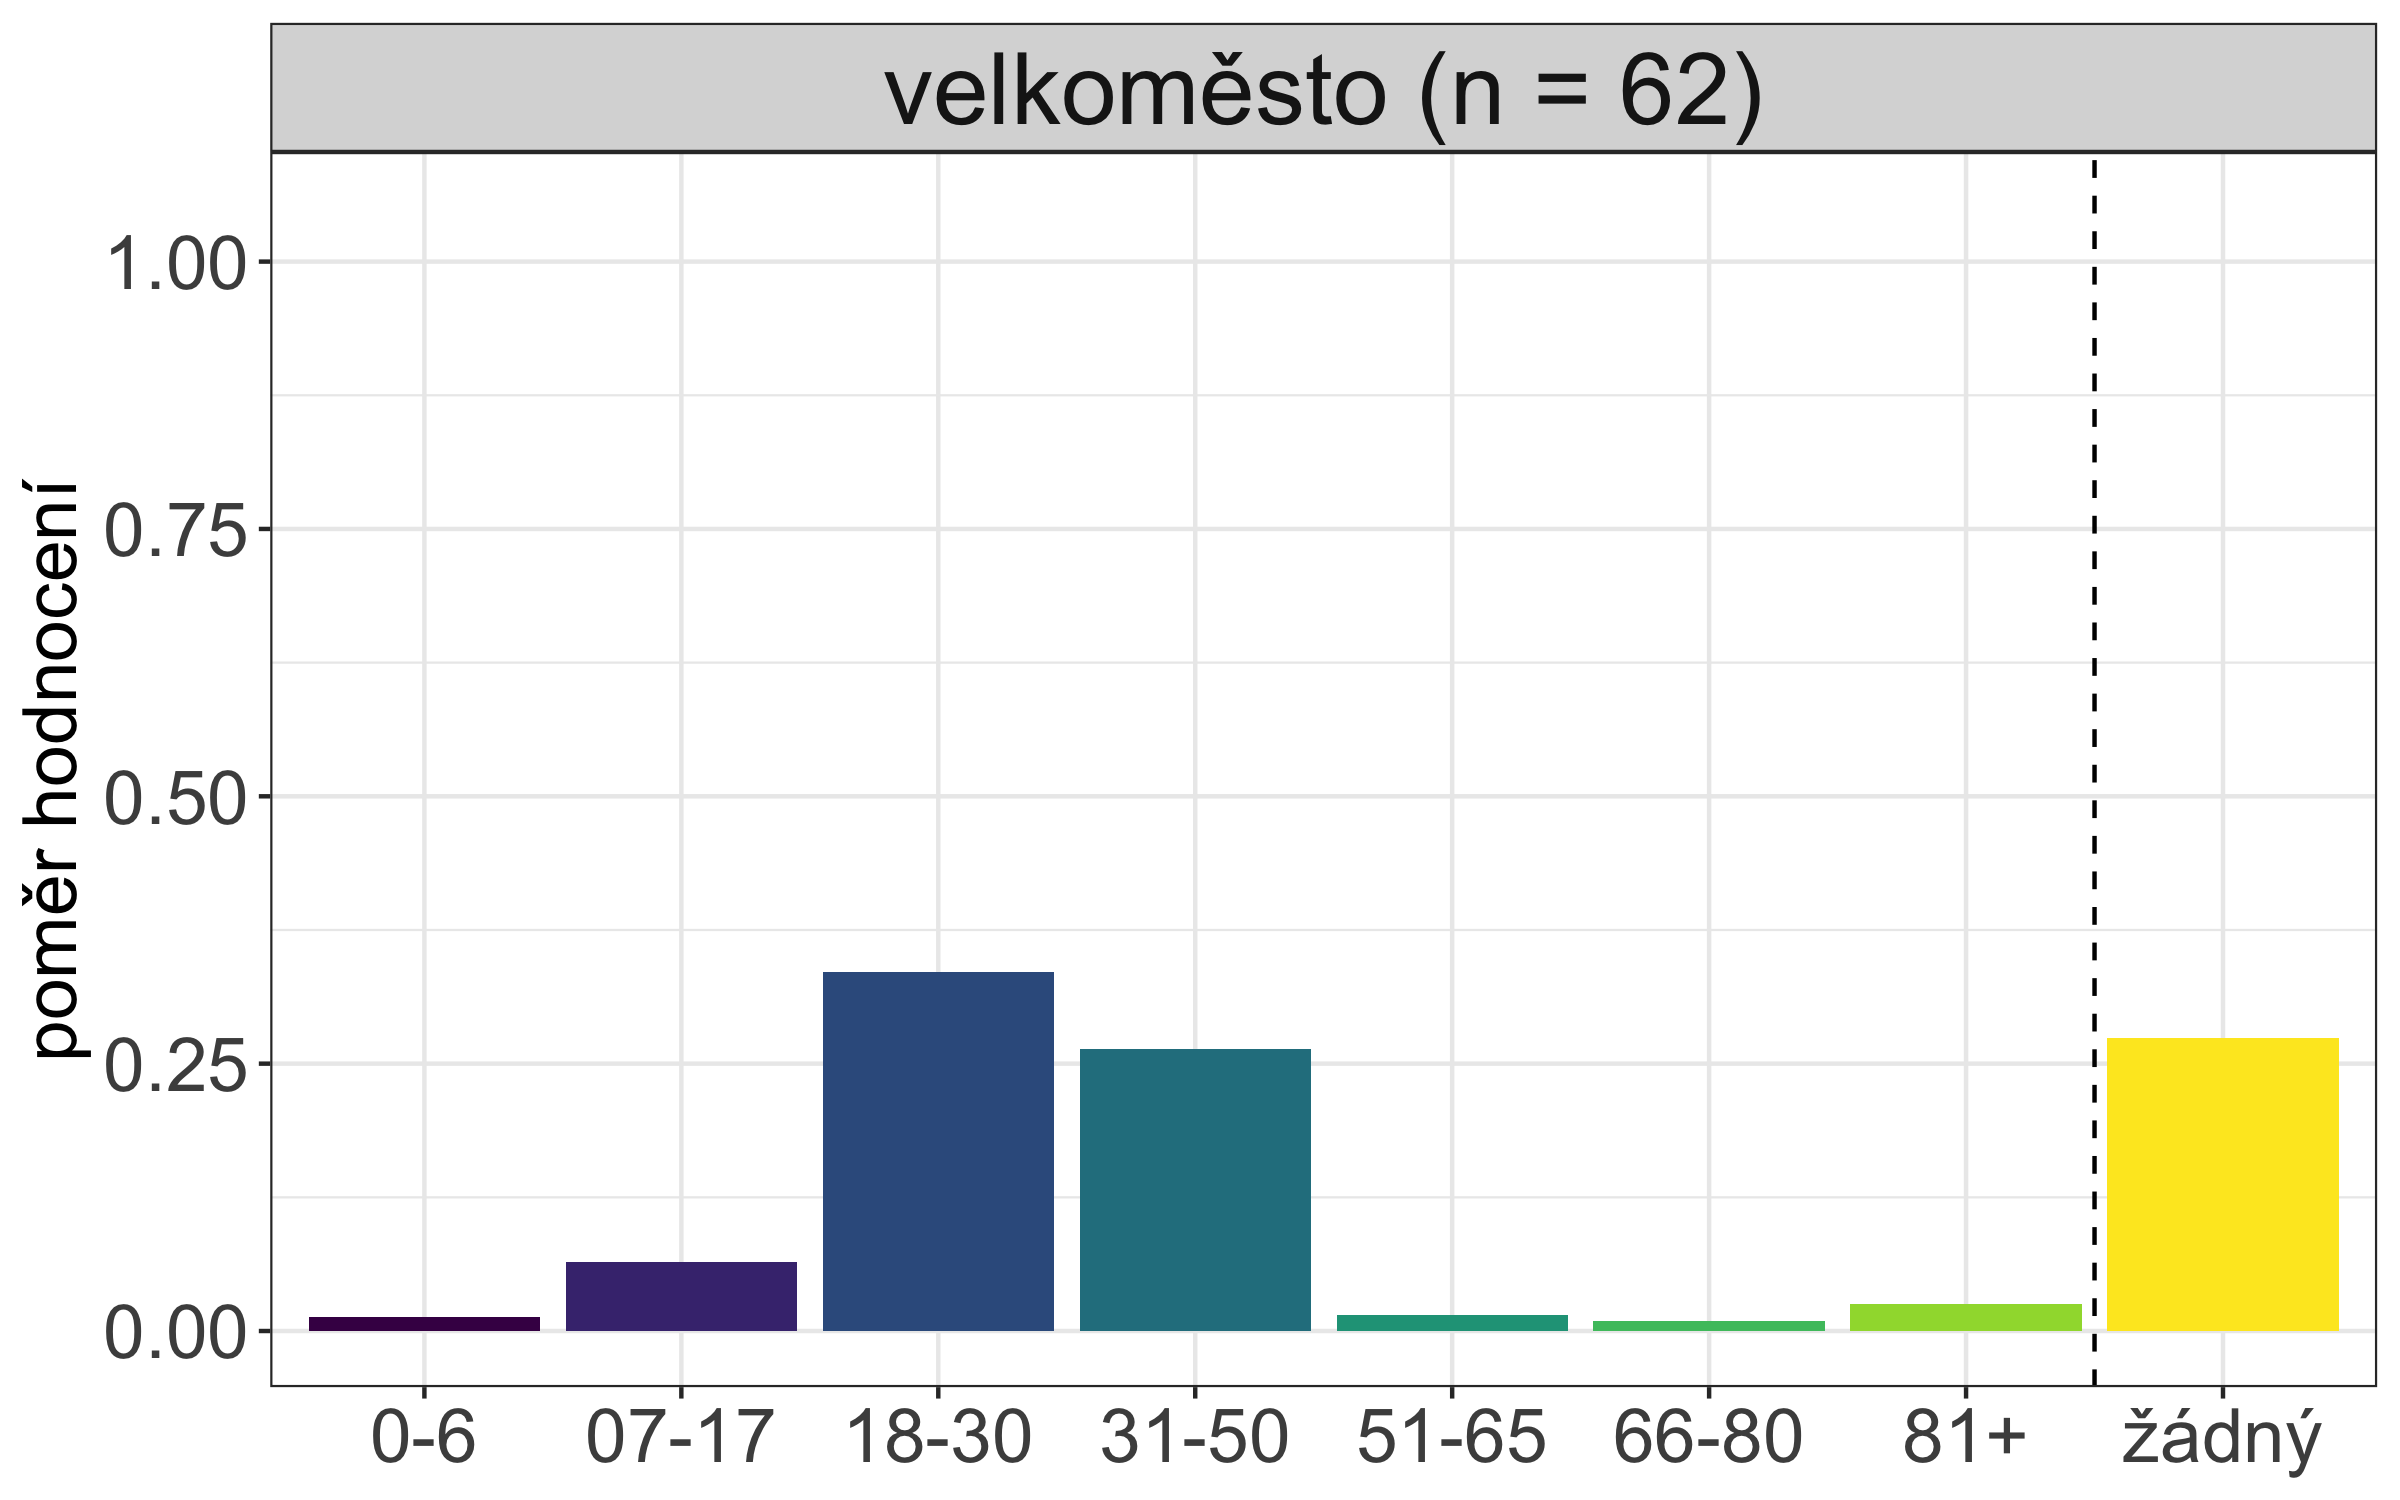 velkoměsto (n = 62)
poměr hodnocení
1.00
0.75
0.50
0.25
0.00
0-6 07-17 18-30 31-50 51-65 66-80 81+ žádný